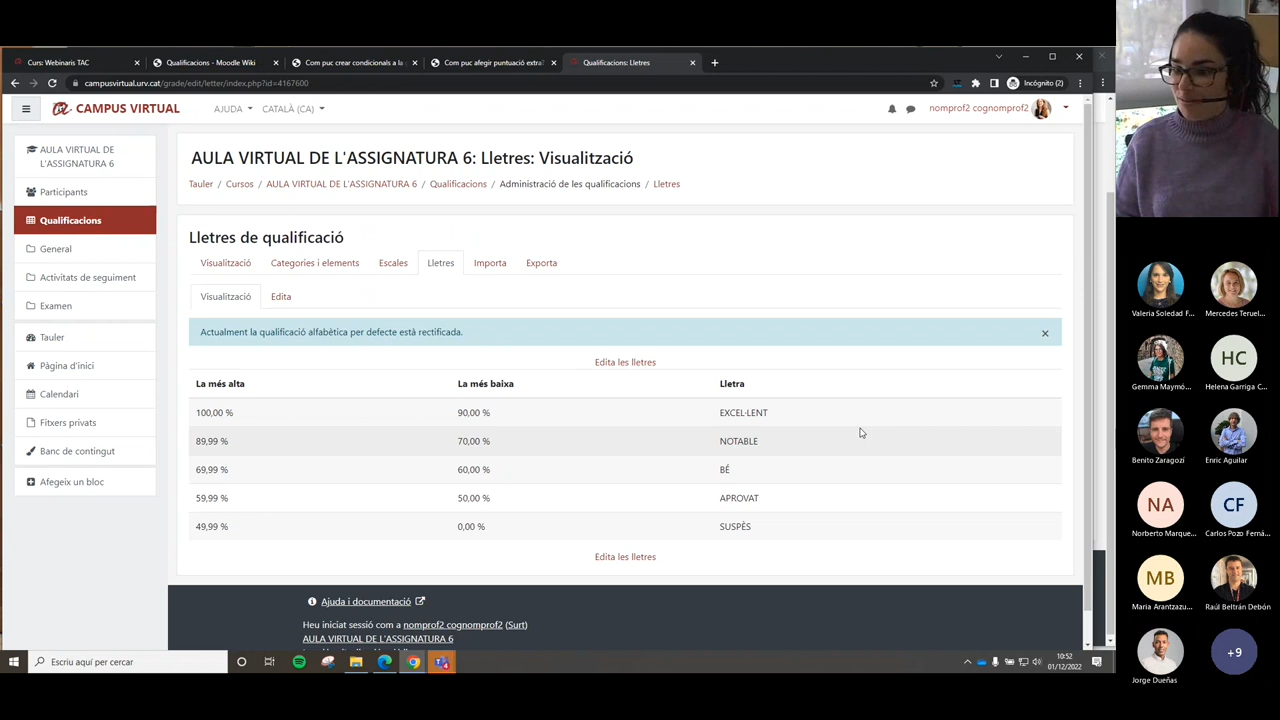 Curs: Webinaris TAC
Qualificacions - Moodle Wiki
Com puc crear condicionals a la
Com puc afegir puntuació extra?
Qualificacions: Lletres
campusvirtual.urv.cat/grade/edit/letter/index.php?id=4167600
Incógnito (2)
CAMPUS VIRTUAL
AJUDA
CATALÀ (CA)
nomprof2 cognomprof2
AULA VIRTUAL DE
L'ASSIGNATURA 6
Participants
Qualificacions
General
Activitats de seguiment
Examen
Tauler
Pàgina d'inici
Calendari
Fitxers privats
Banc de contingut
Afegeix un bloc
AULA VIRTUAL DE L'ASSIGNATURA 6: Lletres: Visualització
Tauler / Cursos / AULA VIRTUAL DE L'ASSIGNATURA 6 / Qualificacions / Administració de les qualificacions / Lletres
Lletres de qualificació
Visualització Categories i elements Escales Lletres Importa Exporta
Visualització Edita
Actualment la qualificació alfabètica per defecte està rectificada. ×
Edita les lletres
La més alta La més baixa Lletra
100,00 % 90,00 % EXCEL·LENT
89,99 % 70,00 % NOTABLE
69,99 % 60,00 % BÉ
59,99 % 50,00 % APROVAT
49,99 % 0,00 % SUSPÈS
Edita les lletres
Ajuda i documentació
Heu iniciat sessió com a nomprof2 cognomprof2 (Surt)
AULA VIRTUAL DE L'ASSIGNATURA 6
Escriu aquí per cercar
10:52
01/12/2022
Valeria Soledad F...
Mercedes Teruel...
Gemma Maymó...
HC
Helena Garriga C...
Benito Zaragozí
Enric Aguilar
NA
Norberto Marque...
CF
Carlos Pozo Ferná...
MB
Maria Arantzazu...
Raúl Beltrán Debón
Jorge Dueñas
+9